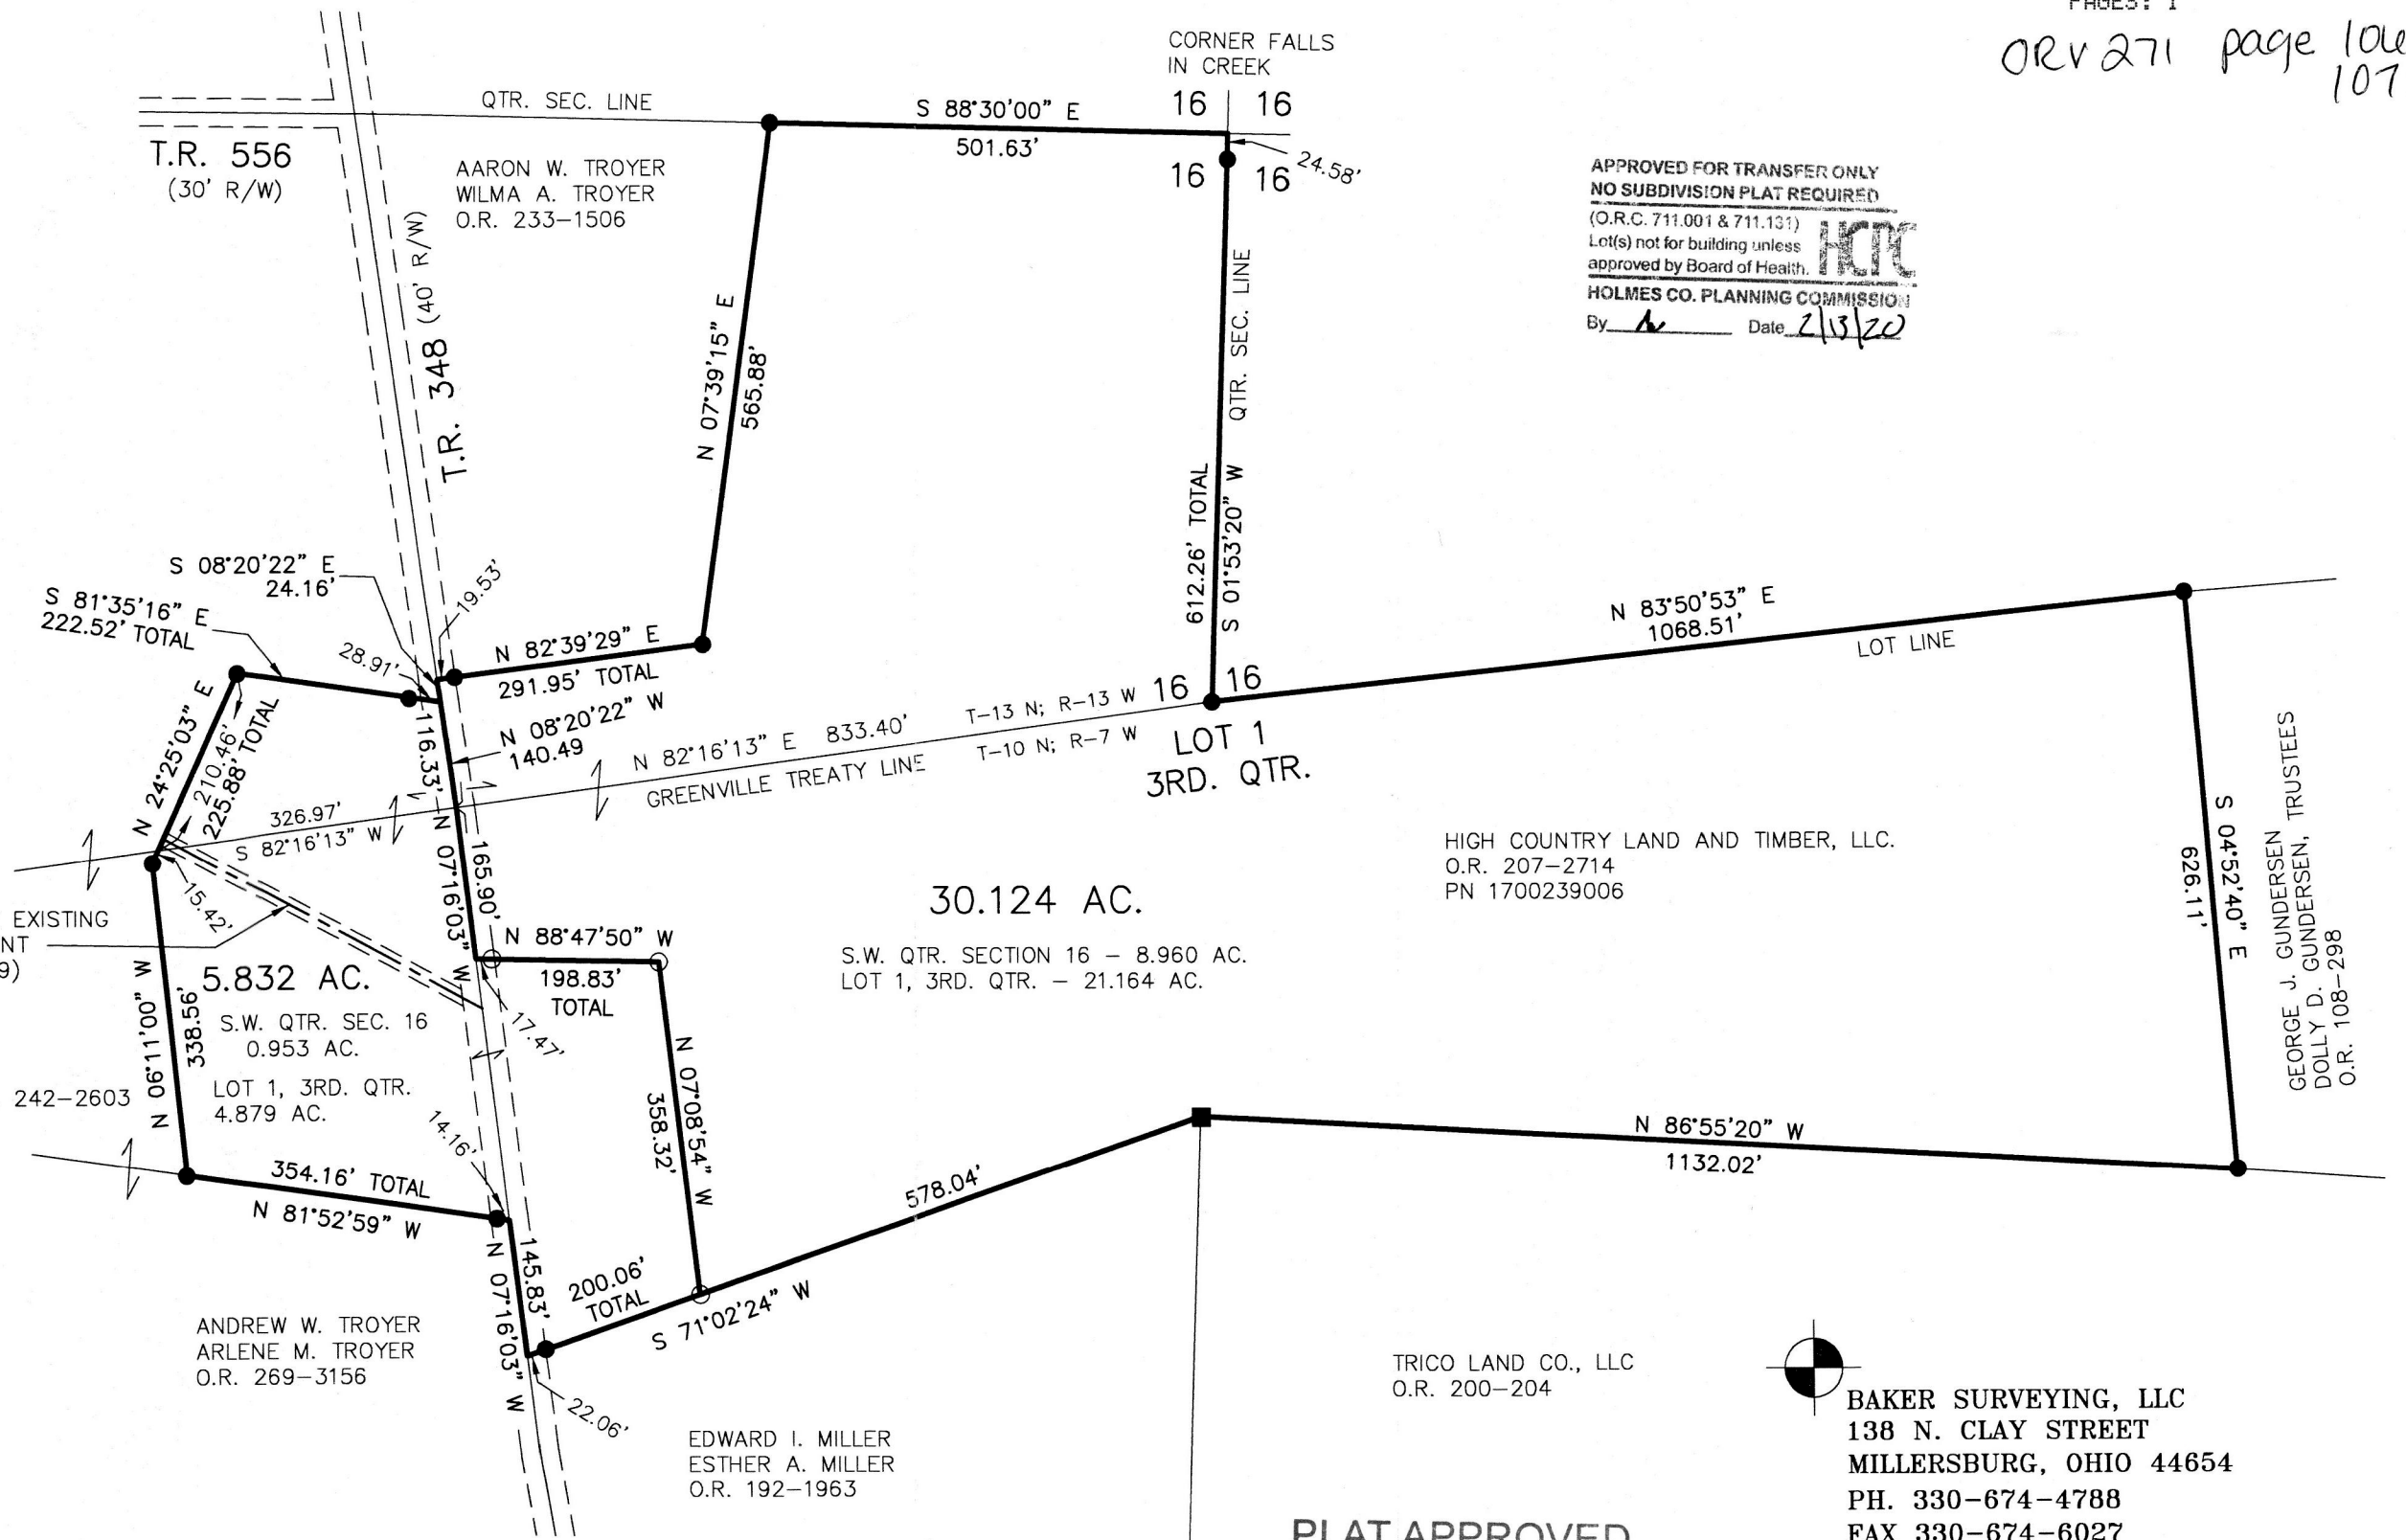 PAGES: 1
ORV 271 page 106
107
CORNER FALLS
IN CREEK
QTR. SEC. LINE
S 88°30'00" E
501.63'
16 16
16 16
24.58'
T.R. 556
(30' R/W)
AARON W. TROYER
WILMA A. TROYER
O.R. 233-1506
APPROVED FOR TRANSFER ONLY
NO SUBDIVISION PLAT REQUIRED
(O.R.C. 711.001 & 711.131)
Lot(s) not for building unless
approved by Board of Health.
HCPC
HOLMES CO. PLANNING COMMISSION
By Date 2/13/20
T.R. 348 (40' R/W)
N 07°39'15" E
565.88'
QTR. SEC. LINE
612.26' TOTAL
S 01°53'20" W
S 08°20'22" E
24.16'
19.53'
S 81°35'16" E
222.52' TOTAL
28.91'
N 82°39'29" E
291.95' TOTAL
N 83°50'53" E
1068.51'
LOT LINE
N 24°25'03" E
210.46'
225.88' TOTAL
116.33'
N 08°20'22" W
140.49
N 82°16'13" E 833.40'
GREENVILLE TREATY LINE
T-13 N; R-13 W
T-10 N; R-7 W
16 16
LOT 1
3RD. QTR.
326.97'
S 82°16'13" W
15.42'
N 07°16'03" W
165.90'
HIGH COUNTRY LAND AND TIMBER, LLC.
O.R. 207-2714
PN 1700239006
S 04°52'40" E
626.11'
GEORGE J. GUNDERSEN
DOLLY D. GUNDERSEN, TRUSTEES
O.R. 108-298
EXISTING
NT
9)
30.124 AC.
S.W. QTR. SECTION 16 - 8.960 AC.
LOT 1, 3RD. QTR. - 21.164 AC.
N 88°47'50" W
198.83'
TOTAL
17.47'
5.832 AC.
S.W. QTR. SEC. 16
0.953 AC.
LOT 1, 3RD. QTR.
4.879 AC.
N 06°11'00" W
338.56'
242-2603
N 07°08'54" W
358.32'
14.16'
354.16' TOTAL
N 81°52'59" W
N 86°55'20" W
1132.02'
578.04'
S 71°02'24" W
200.06'
TOTAL
N 07°16'03" W
145.83'
22.06'
ANDREW W. TROYER
ARLENE M. TROYER
O.R. 269-3156
EDWARD I. MILLER
ESTHER A. MILLER
O.R. 192-1963
TRICO LAND CO., LLC
O.R. 200-204
BAKER SURVEYING, LLC
138 N. CLAY STREET
MILLERSBURG, OHIO 44654
PH. 330-674-4788
FAX 330-674-6027
PLAT APPROVED